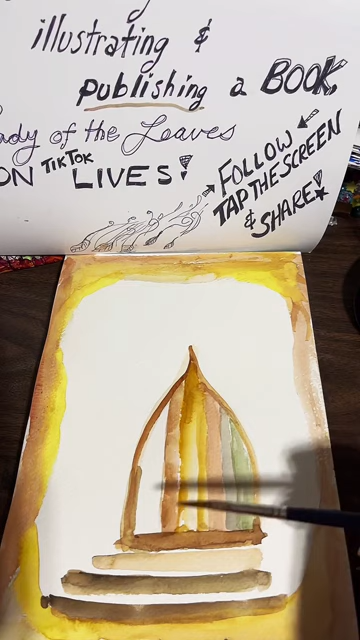 illustrating &
publishing a BOOK
ady of the Leaves
ON TIKTOK LIVES!
FOLLOW
TAP THE SCREEN
& SHARE!